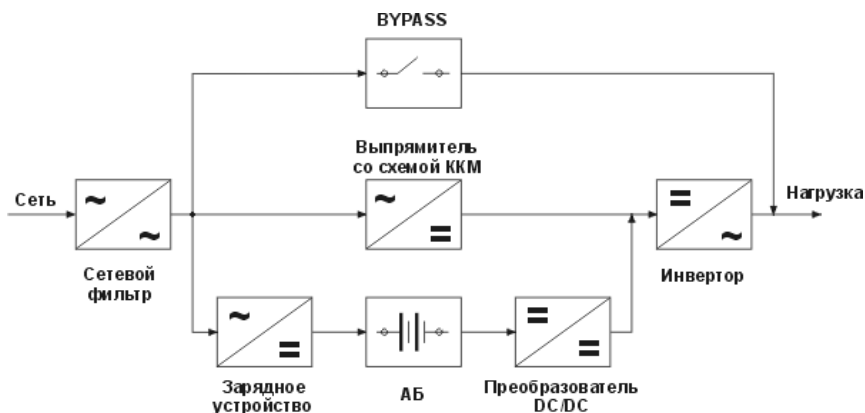 BYPASS
Выпрямитель
со схемой ККМ
Сеть
Нагрузка
Сетевой
фильтр
Инвертор
Зарядное
устройство
АБ
Преобразователь
DC/DC